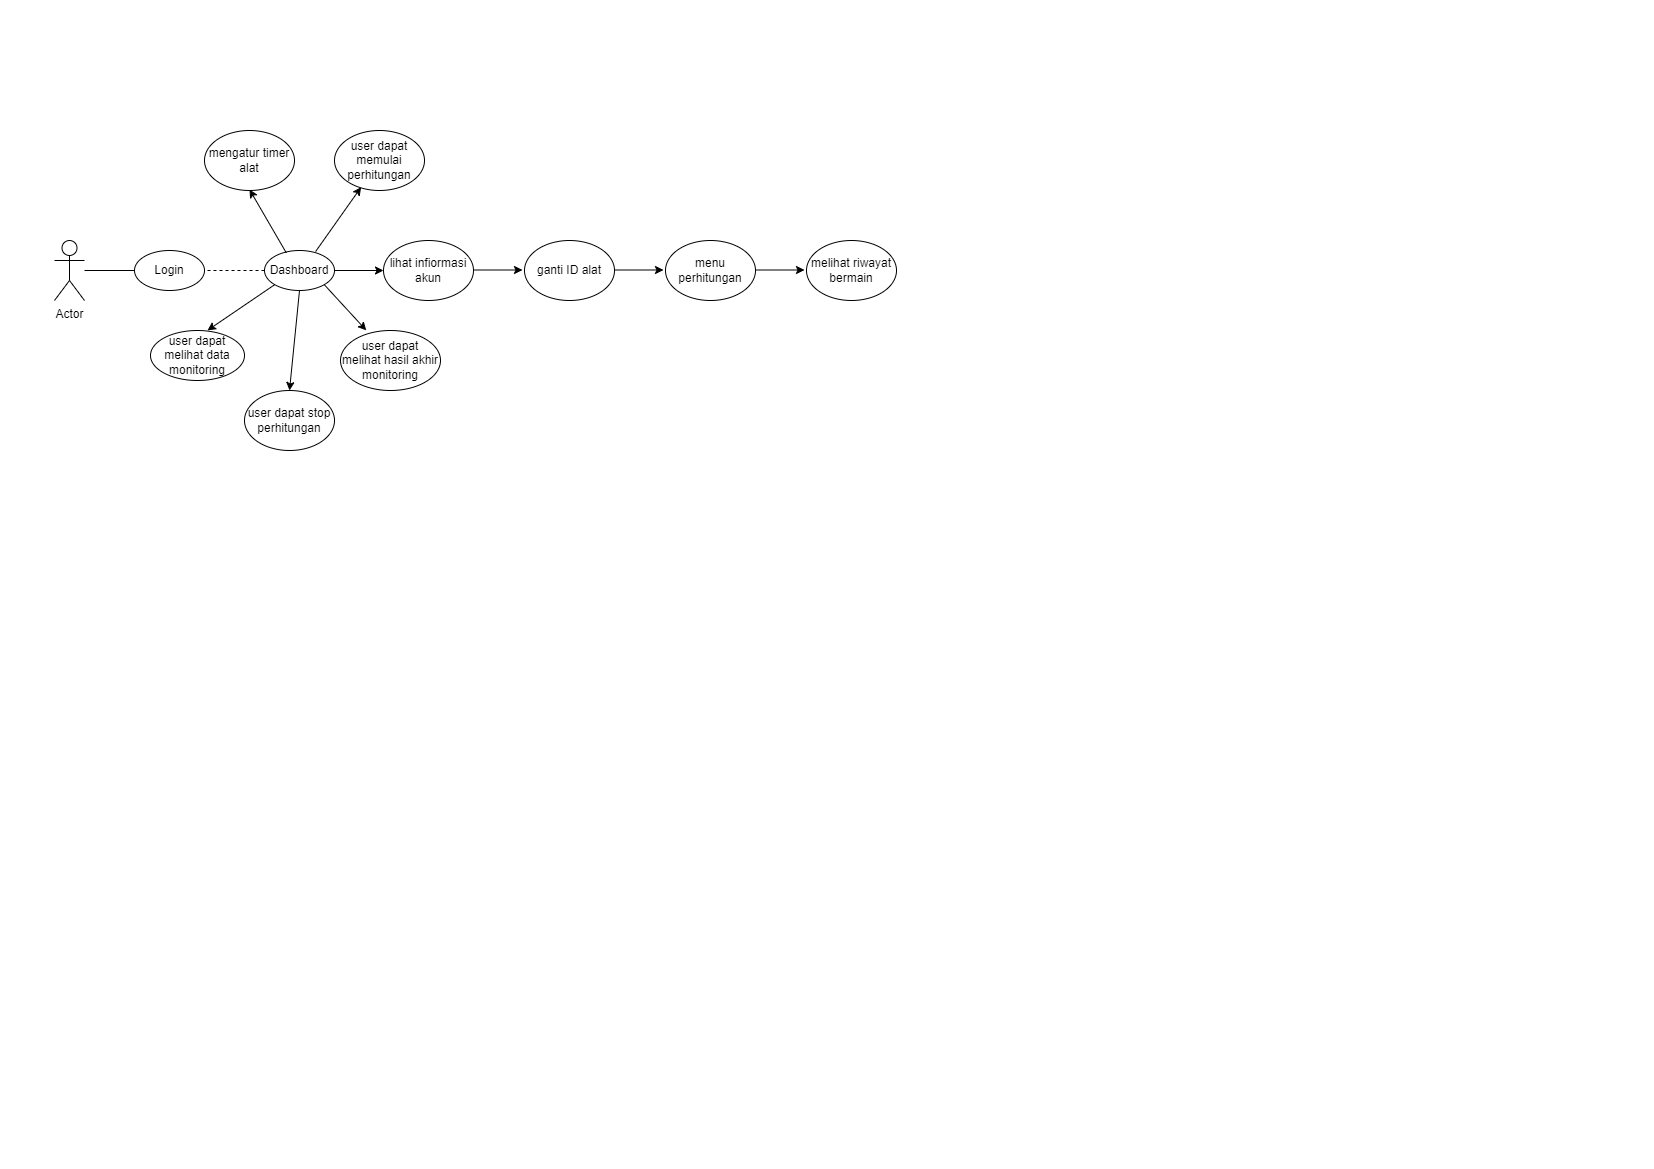 mengatur timer
alat
user dapat
memulai
perhitungan
Actor
Login
Dashboard
lihat infiormasi
akun
ganti ID alat
menu
perhitungan
melihat riwayat
bermain
user dapat
melihat data
monitoring
user dapat stop
perhitungan
user dapat
melihat hasil akhir
monitoring